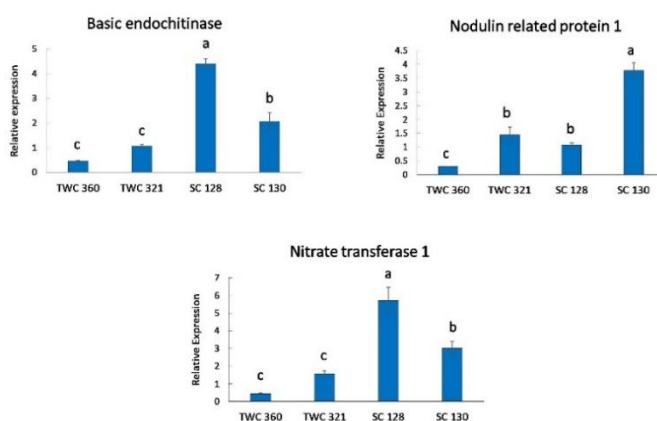 Basic endochitinase
Relative expression
5
4
3
2
1
0
c
c
a
b
TWC 360 TWC 321 SC 128 SC 130
Nodulin related protein 1
Relative expression
4.5
4
3.5
3
2.5
2
1.5
1
0.5
0
c
b
b
a
TWC 360 TWC 321 SC 128 SC 130
Nitrate transferase 1
Relative Expression
7
6
5
4
3
2
1
0
c
c
a
b
TWC 360 TWC 321 SC 128 SC 130